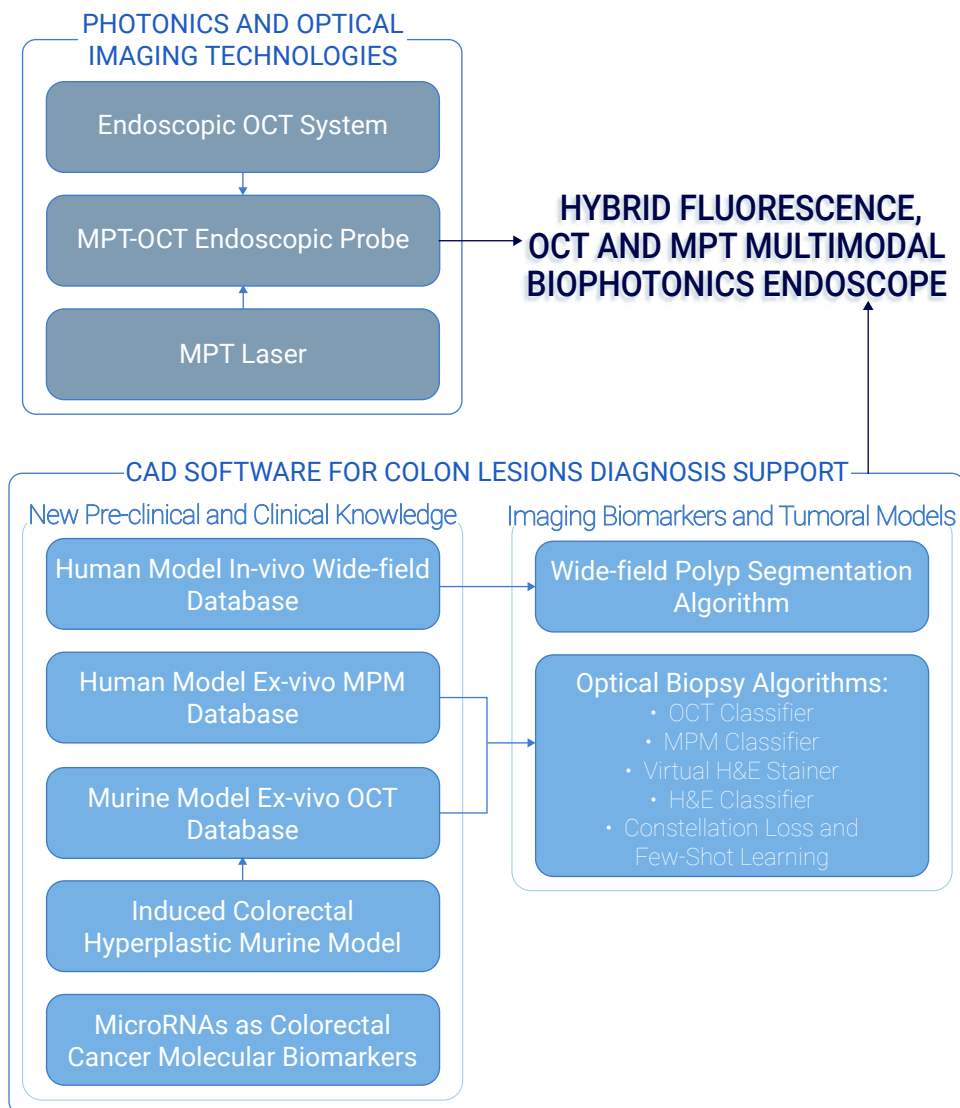 PHOTONICS AND OPTICAL
IMAGING TECHNOLOGIES
Endoscopic OCT System
MPT-OCT Endoscopic Probe
MPT Laser
HYBRID FLUORESCENCE,
OCT AND MPT MULTIMODAL
BIOPHOTONICS ENDOSCOPE
CAD SOFTWARE FOR COLON LESIONS DIAGNOSIS SUPPORT
New Pre-clinical and Clinical Knowledge
Human Model In-vivo Wide-field
Database
Human Model Ex-vivo MPM
Database
Murine Model Ex-vivo OCT
Database
Induced Colorectal
Hyperplastic Murine Model
MicroRNAs as Colorectal
Cancer Molecular Biomarkers
Imaging Biomarkers and Tumoral Models
Wide-field Polyp Segmentation
Algorithm
Optical Biopsy Algorithms:
• OCT Classifier
• MPM Classifier
• Virtual H&E Stainer
• H&E Classifier
• Constellation Loss and
Few-Shot Learning